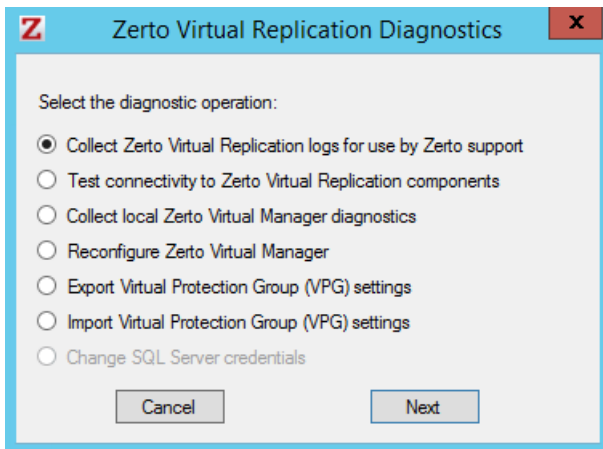 Z
Zerto Virtual Replication Diagnostics
x
Select the diagnostic operation:
Collect Zerto Virtual Replication logs for use by Zerto support
Test connectivity to Zerto Virtual Replication components
Collect local Zerto Virtual Manager diagnostics
Reconfigure Zerto Virtual Manager
Export Virtual Protection Group (VPG) settings
Import Virtual Protection Group (VPG) settings
Change SQL Server credentials
Cancel
Next